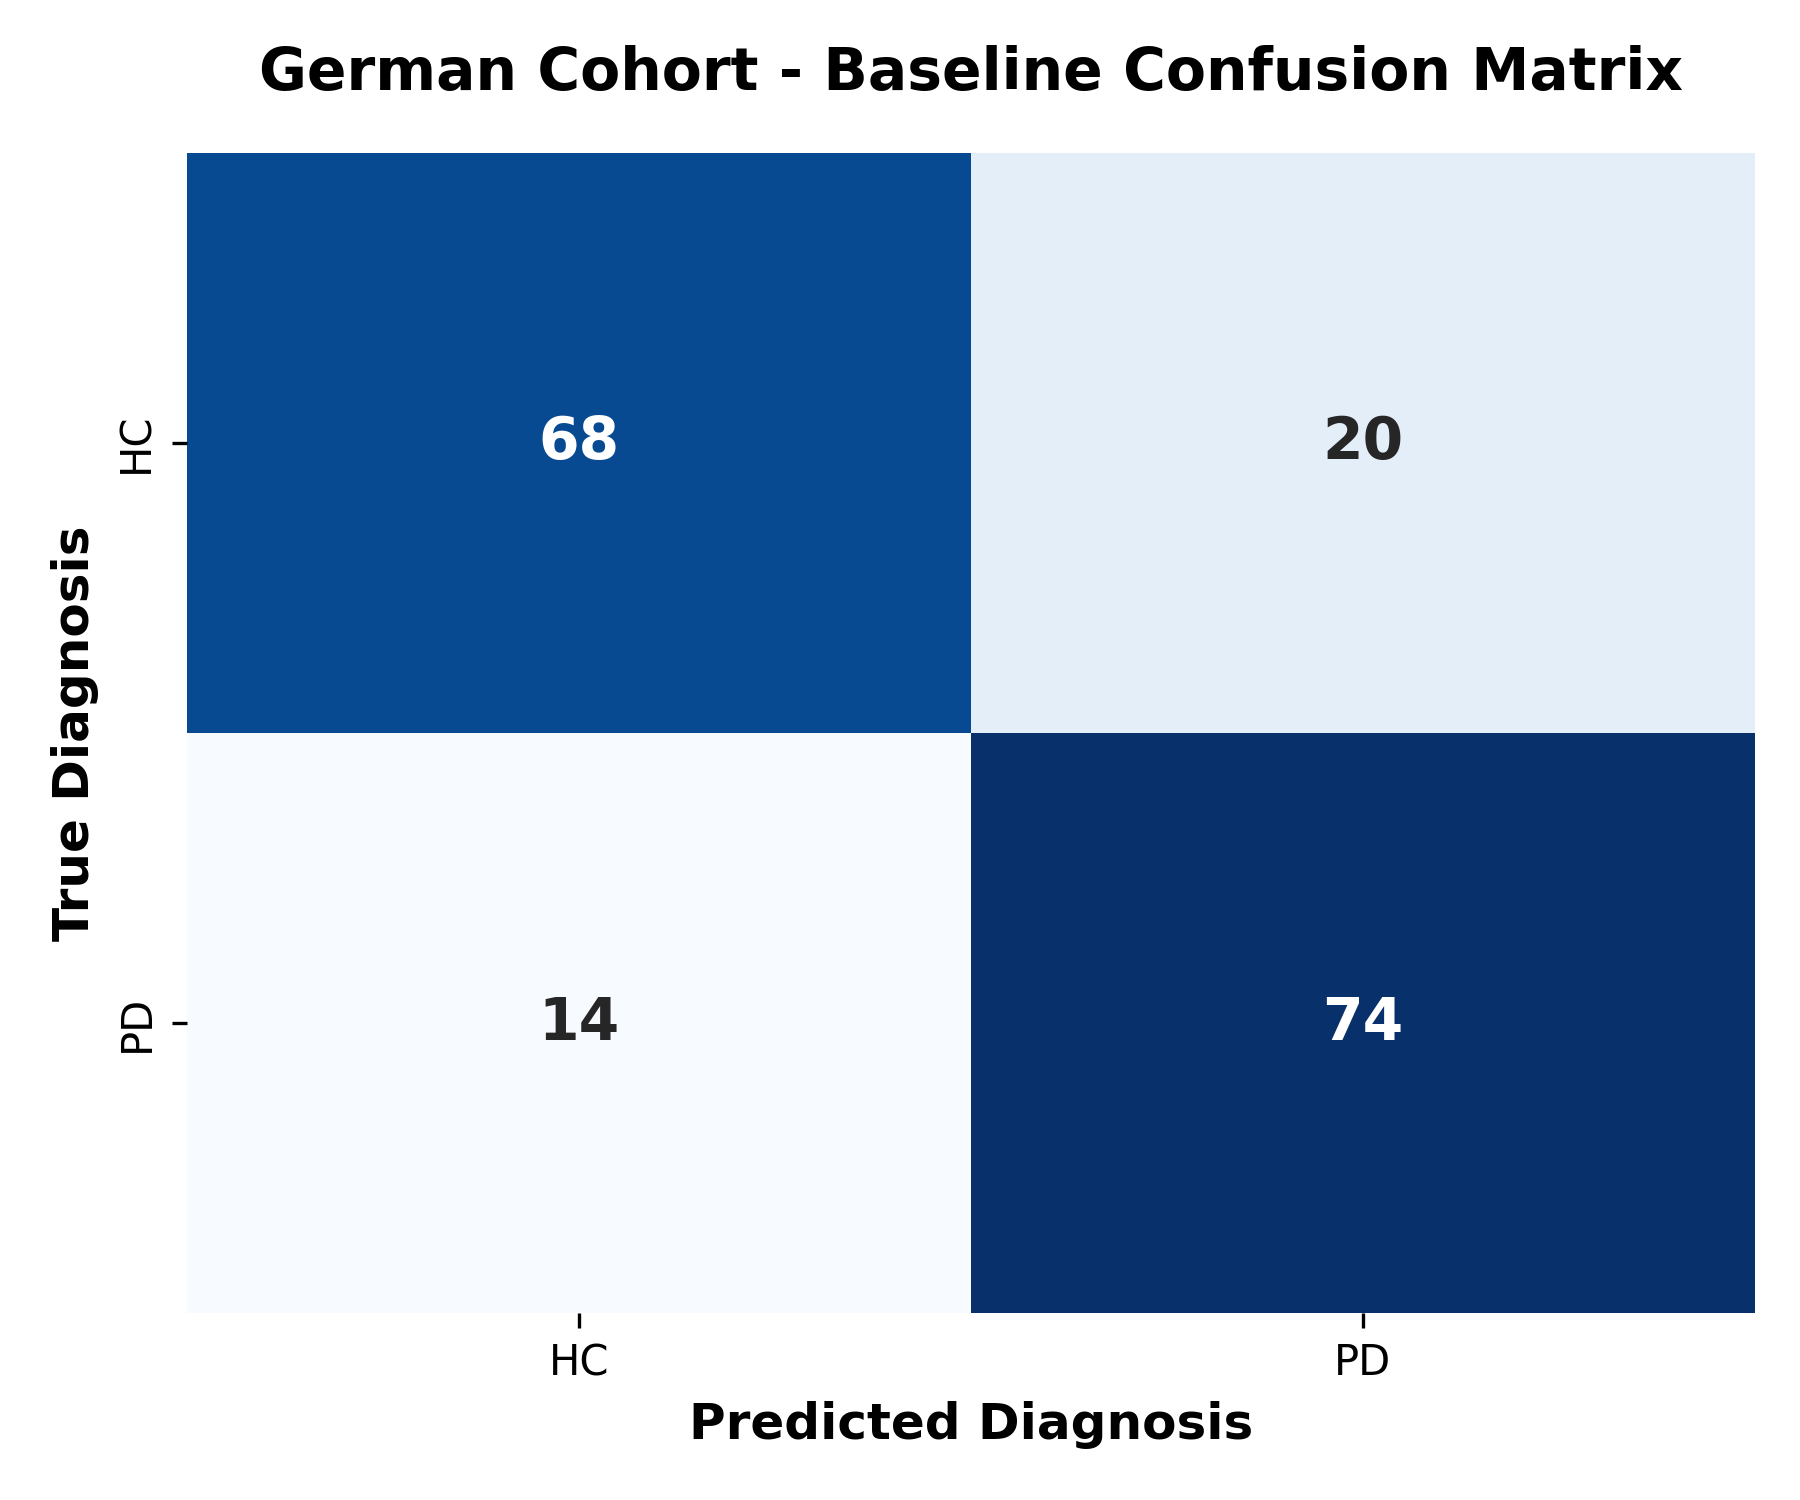 German Cohort - Baseline Confusion Matrix
True Diagnosis
HC
68
20
PD
14
74
HC
PD
Predicted Diagnosis